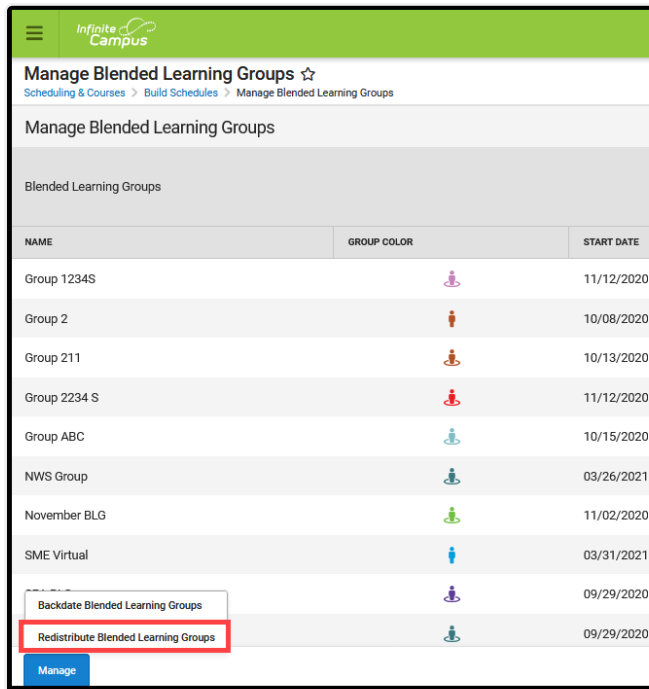 Infinite
Campus
Manage Blended Learning Groups
Scheduling & Courses > Build Schedules > Manage Blended Learning Groups
Manage Blended Learning Groups
Blended Learning Groups
NAME GROUP COLOR START DATE
Group 1234S 11/12/2020
Group 2 10/08/2020
Group 211 10/13/2020
Group 2234 S 11/12/2020
Group ABC 10/15/2020
NWS Group 03/26/2021
November BLG 11/02/2020
SME Virtual 03/31/2021
09/29/2020
Backdate Blended Learning Groups
Redistribute Blended Learning Groups 09/29/2020
Manage